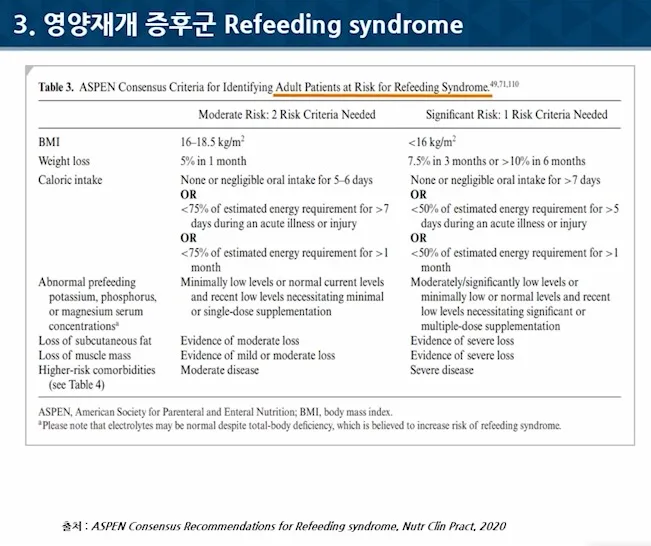 3. 영양재개 증후군 Refeeding syndrome
Table 3. ASPEN Consensus Criteria for Identifying Adult Patients at Risk for Refeeding Syndrome.49,71,110
Moderate Risk: 2 Risk Criteria Needed Significant Risk: 1 Risk Criteria Needed
BMI 16–18.5 kg/m2 <16 kg/m2
Weight loss 5% in 1 month 7.5% in 3 months or >10% in 6 months
Caloric intake None or negligible oral intake for 5–6 days None or negligible oral intake for >7 days
OR OR
<75% of estimated energy requirement for >7 <50% of estimated energy requirement for >5
days during an acute illness or injury days during an acute illness or injury
OR OR
<75% of estimated energy requirement for >1 <50% of estimated energy requirement for >1
month month
Abnormal prefeeding Minimally low levels or normal current levels Moderately/significantly low levels or
potassium, phosphorus, and recent low levels necessitating minimal minimally low or normal levels and recent
or magnesium serum or single-dose supplementation low levels necessitating significant or
concentrationsa multiple-dose supplementation
Loss of subcutaneous fat Evidence of moderate loss Evidence of severe loss
Loss of muscle mass Evidence of mild or moderate loss Evidence of severe loss
Higher-risk comorbidities Moderate disease Severe disease
(see Table 4)
ASPEN, American Society for Parenteral and Enteral Nutrition; BMI, body mass index.
aPlease note that electrolytes may be normal despite total-body deficiency, which is believed to increase risk of refeeding syndrome.
출처 : ASPEN Consensus Recommendations for Refeeding syndrome, Nutr Clin Pract, 2020